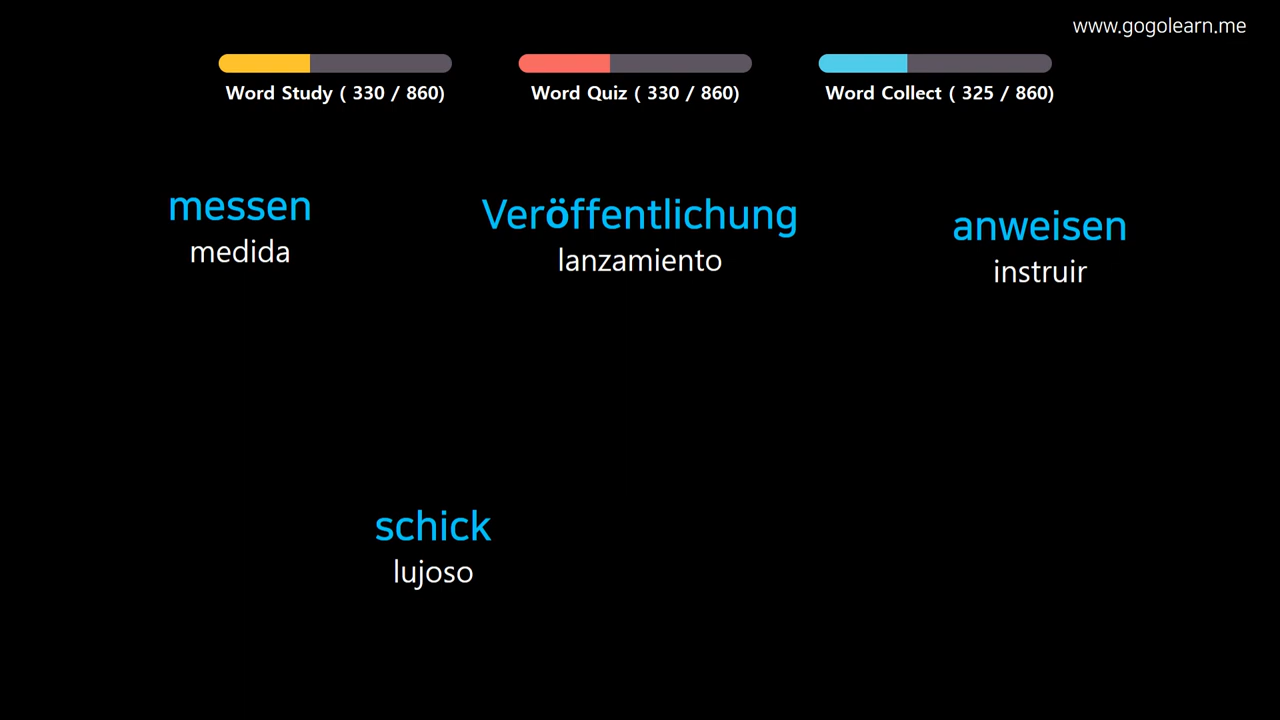 www.gogolearn.me
Word Study ( 330 / 860)
Word Quiz ( 330 / 860)
Word Collect ( 325 / 860)
messen
medida
Veröffentlichung
lanzamiento
anweisen
instruir
schick
lujoso